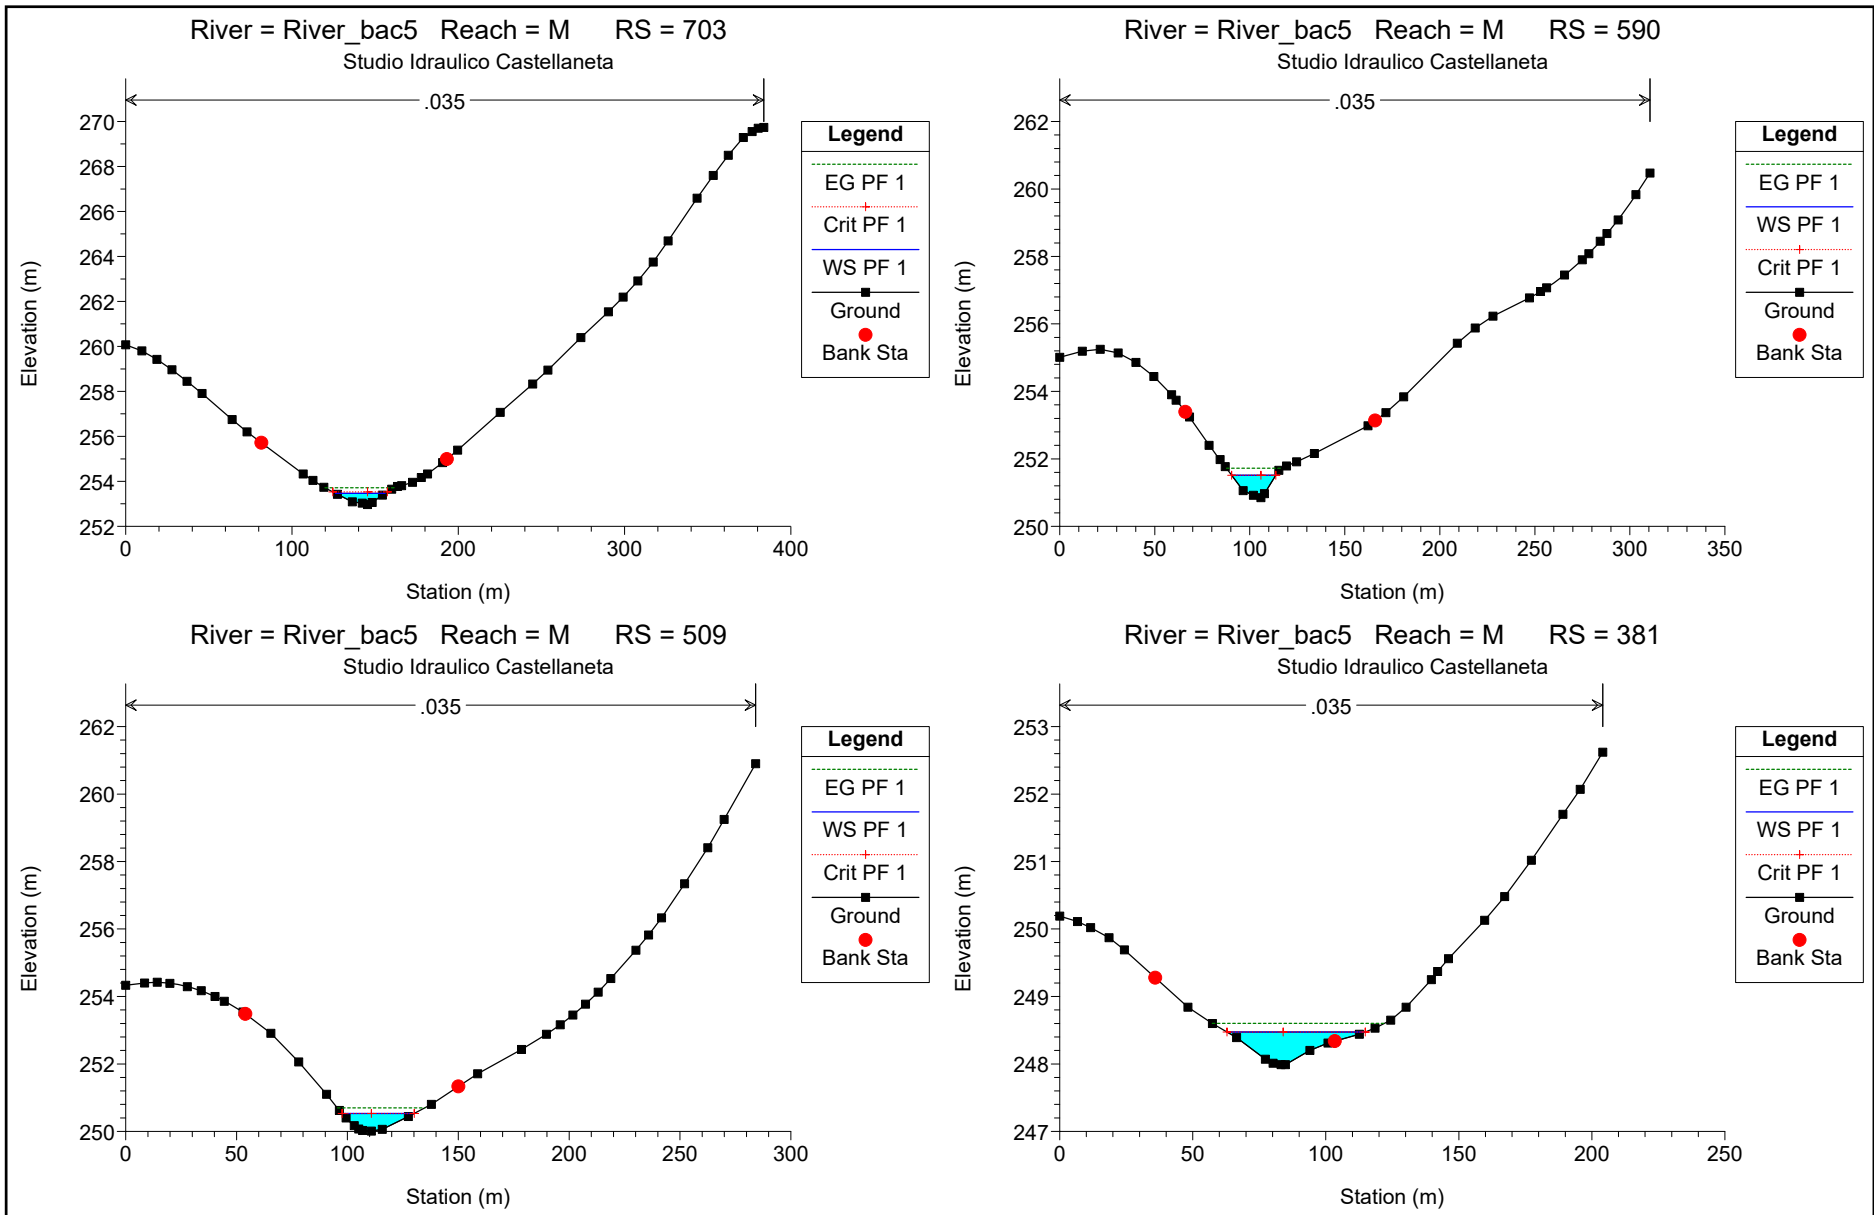 River = River_bac5 Reach = M RS = 703
Studio Idraulico Castellaneta
.035
270
268
266
264
262
260
258
256
254
252
0
100
200
300
400
Elevation (m)
Station (m)
Legend
EG PF 1
Crit PF 1
WS PF 1
Ground
Bank Sta
River = River_bac5 Reach = M RS = 590
Studio Idraulico Castellaneta
.035
262
260
258
256
254
252
250
0
50
100
150
200
250
300
350
Elevation (m)
Station (m)
Legend
EG PF 1
WS PF 1
Crit PF 1
Ground
Bank Sta
River = River_bac5 Reach = M RS = 509
Studio Idraulico Castellaneta
.035
262
260
258
256
254
252
250
0
50
100
150
200
250
300
Elevation (m)
Station (m)
Legend
EG PF 1
WS PF 1
Crit PF 1
Ground
Bank Sta
River = River_bac5 Reach = M RS = 381
Studio Idraulico Castellaneta
.035
253
252
251
250
249
248
247
0
50
100
150
200
250
Elevation (m)
Station (m)
Legend
EG PF 1
WS PF 1
Crit PF 1
Ground
Bank Sta